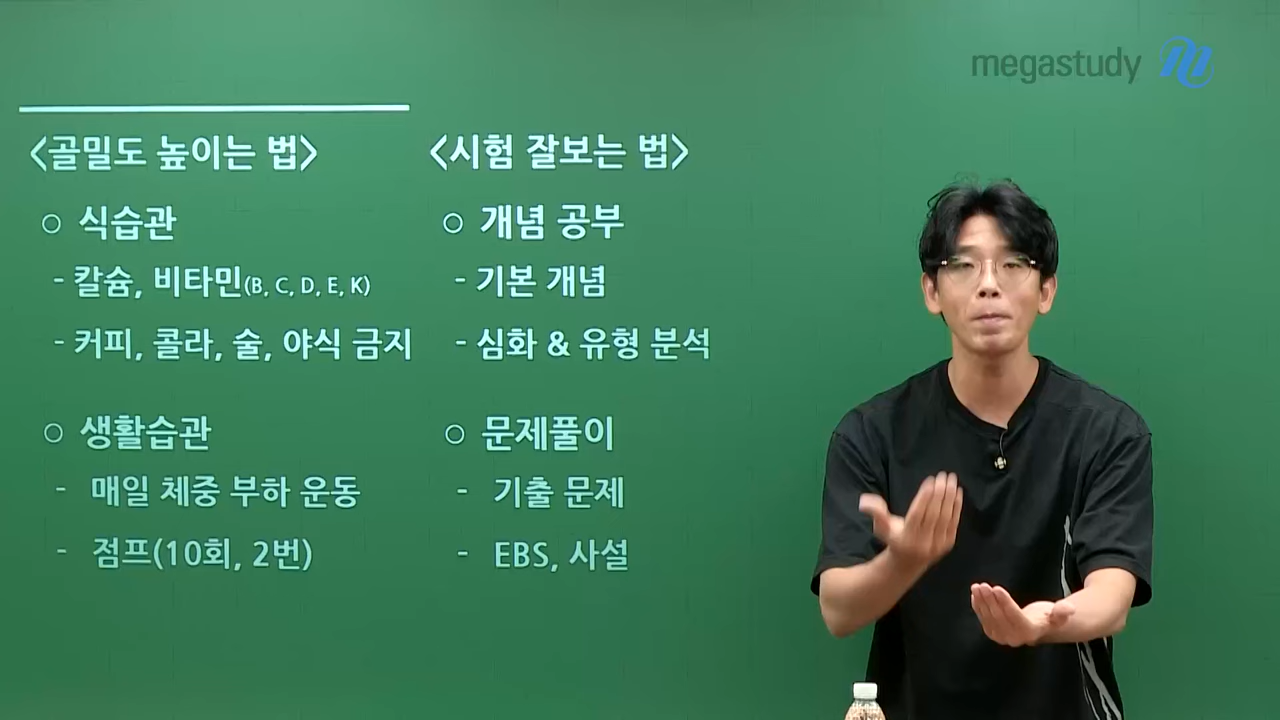 megastudy
<골밀도 높이는 법>
○ 식습관
- 칼슘, 비타민(B, C, D, E, K)
- 커피, 콜라, 술, 야식 금지
○ 생활습관
- 매일 체중 부하 운동
- 점프(10회, 2번)
<시험 잘보는 법>
○ 개념 공부
- 기본 개념
- 심화 & 유형 분석
○ 문제풀이
- 기출 문제
- EBS, 사설